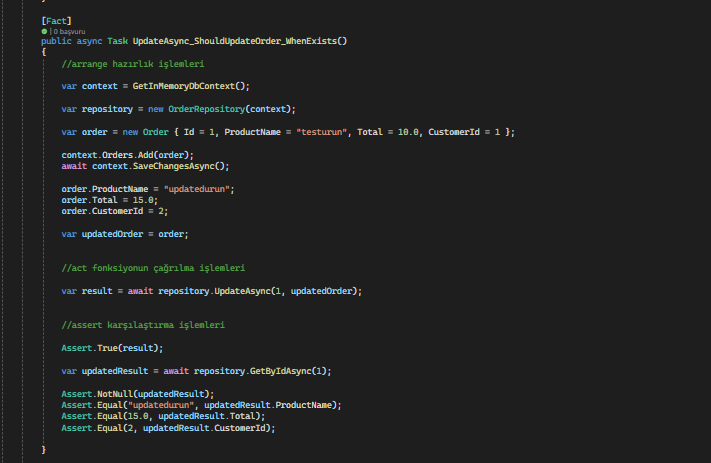 [Fact]
| 0 başvuru
public async Task UpdateAsync_ShouldUpdateOrder_WhenExists()
{
//arrange hazırlık işlemleri
var context = GetInMemoryDbContext();
var repository = new OrderRepository(context);
var order = new Order { Id = 1, ProductName = "testurun", Total = 10.0, CustomerId = 1 };
context.Orders.Add(order);
await context.SaveChangesAsync();
order.ProductName = "updatedurun";
order.Total = 15.0;
order.CustomerId = 2;
var updatedOrder = order;
//act fonksiyonun çağrılma işlemleri
var result = await repository.UpdateAsync(1, updatedOrder);
//assert karşılaştırma işlemleri
Assert.True(result);
var updatedResult = await repository.GetByIdAsync(1);
Assert.NotNull(updatedResult);
Assert.Equal("updatedurun", updatedResult.ProductName);
Assert.Equal(15.0, updatedResult.Total);
Assert.Equal(2, updatedResult.CustomerId);
}